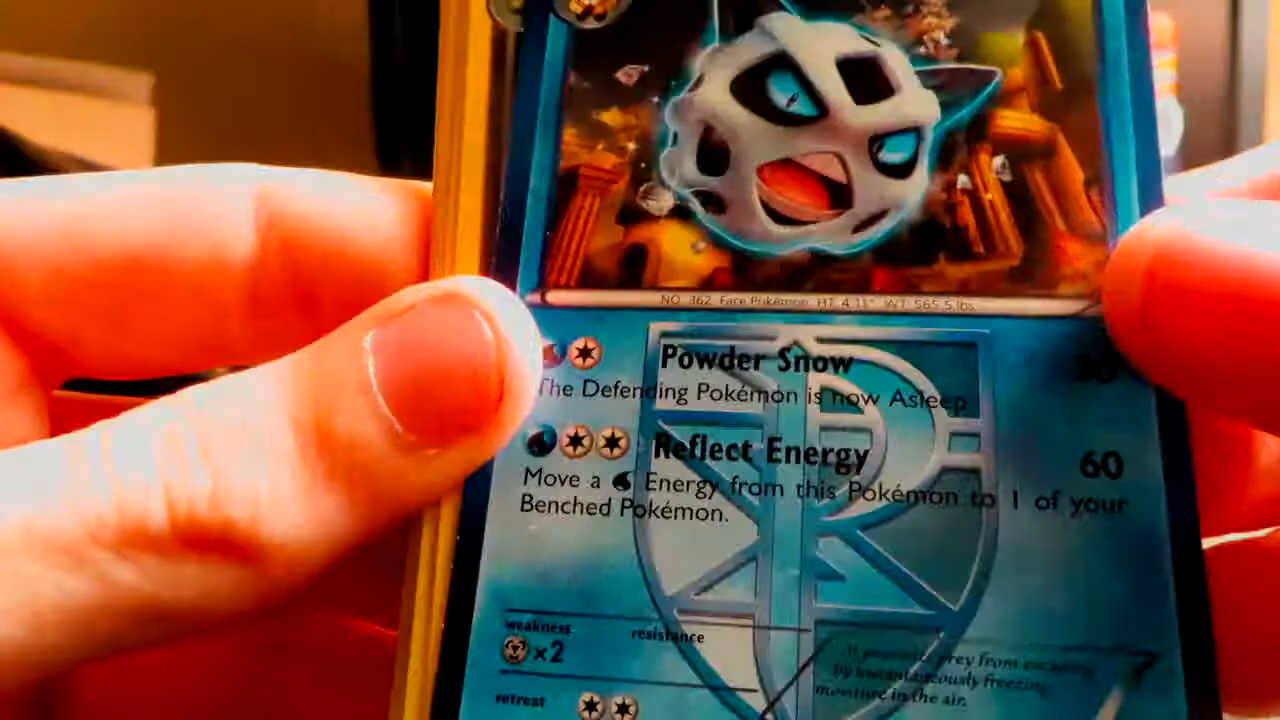 NO. 362 Face Pokémon HT: 4'11" WT: 565.5 lbs.
Powder Snow
The Defending Pokémon is now Asleep
Reflect Energy 60
Move a Energy from this Pokémon to 1 of your
Benched Pokémon.
weakness resistance
x2
It prevents prey from escaping
by instantaneously freezing
moisture in the air.
retreat